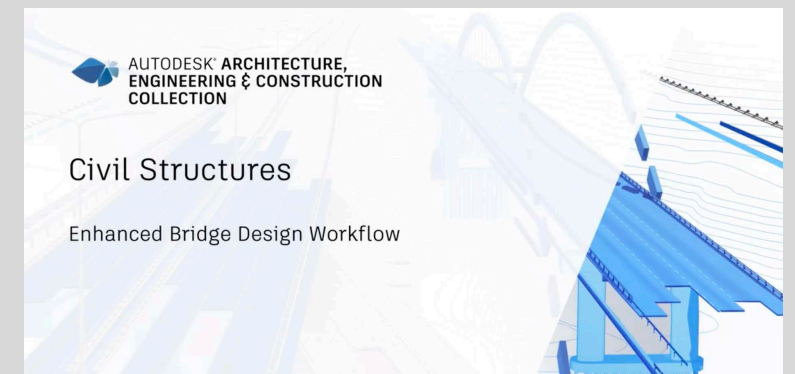 AUTODESK® ARCHITECTURE,
ENGINEERING & CONSTRUCTION
COLLECTION
Civil Structures
Enhanced Bridge Design Workflow